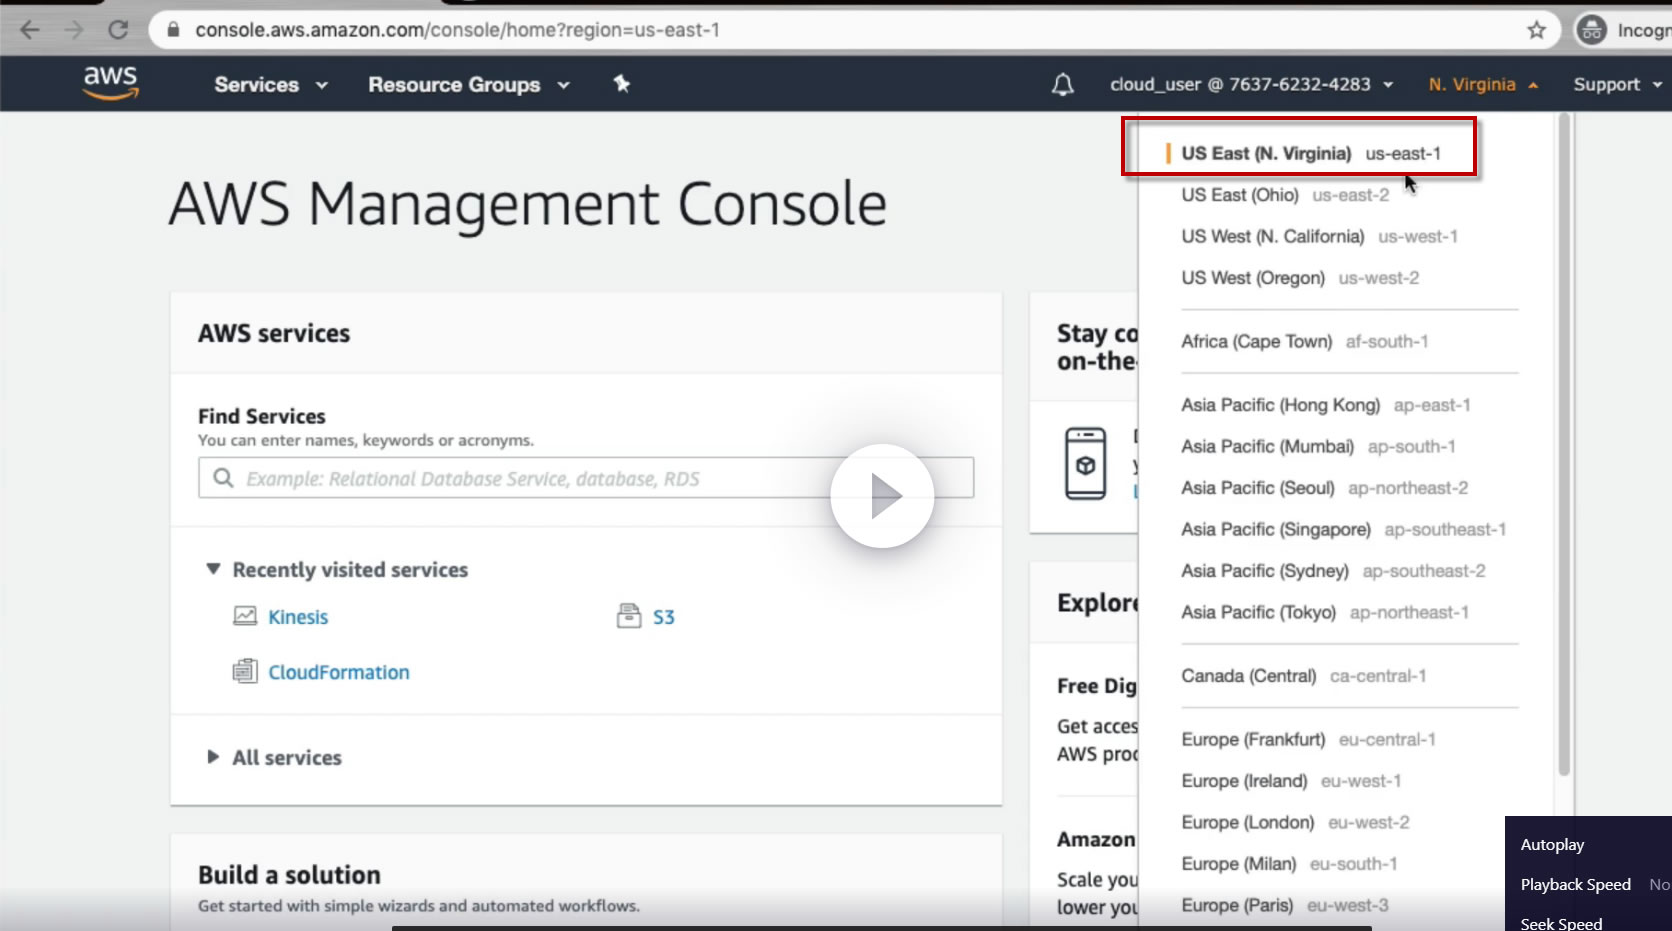 console.aws.amazon.com/console/home?region=us-east-1
Incogn
aws
Services
Resource Groups
cloud_user @ 7637-6232-4283
N. Virginia
Support
US East (N. Virginia) us-east-1
US East (Ohio) us-east-2
US West (N. California) us-west-1
US West (Oregon) us-west-2
Africa (Cape Town) af-south-1
Asia Pacific (Hong Kong) ap-east-1
Asia Pacific (Mumbai) ap-south-1
Asia Pacific (Seoul) ap-northeast-2
Asia Pacific (Singapore) ap-southeast-1
Asia Pacific (Sydney) ap-southeast-2
Asia Pacific (Tokyo) ap-northeast-1
Canada (Central) ca-central-1
Europe (Frankfurt) eu-central-1
Europe (Ireland) eu-west-1
Europe (London) eu-west-2
Europe (Milan) eu-south-1
Europe (Paris) eu-west-3
AWS Management Console
AWS services
Find Services
You can enter names, keywords or acronyms.
Example: Relational Database Service, database, RDS
Recently visited services
Kinesis
S3
CloudFormation
All services
Build a solution
Get started with simple wizards and automated workflows.
Stay co
on-the-
Explore
Free Dig
Get acces
AWS prod
Amazon
Scale you
lower you
Autoplay
Playback Speed No
Seek Speed